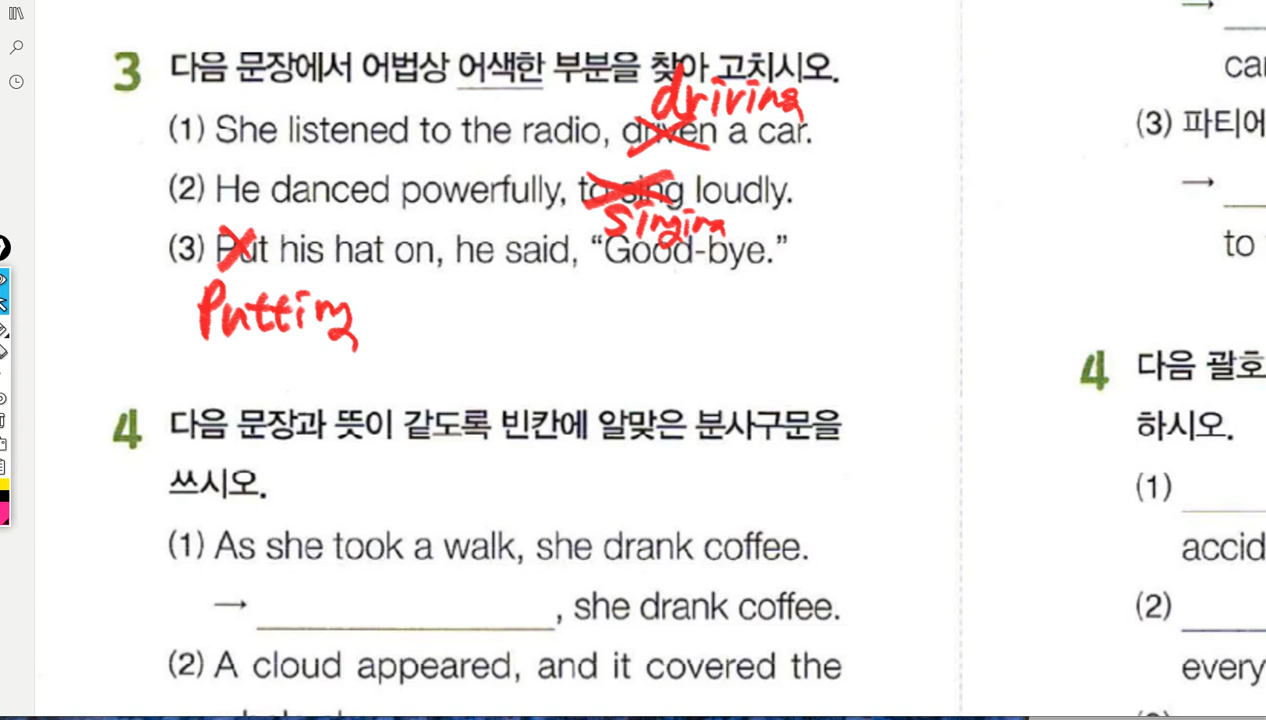 3 다음 문장에서 어법상 어색한 부분을 찾아 고치시오.
driving
(1) She listened to the radio, driven a car.
(2) He danced powerfully, to sing loudly.
singing
(3) Put his hat on, he said, “Good-bye.”
Putting
4 다음 문장과 뜻이 같도록 빈칸에 알맞은 분사구문을
쓰시오.
(1) As she took a walk, she drank coffee.
→ , she drank coffee.
(2) A cloud appeared, and it covered the
→
(3) 파티에
→
to
4 다음 괄호
하시오.
(1)
accid
(2)
every